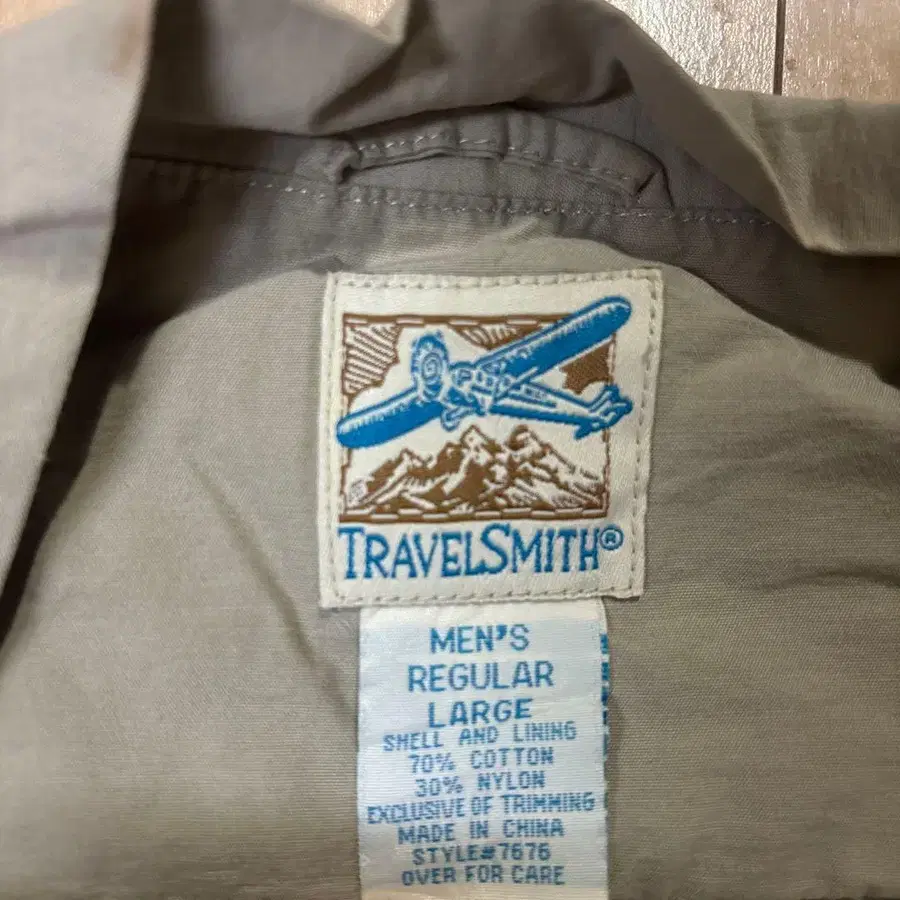 TRAVELSMITH®
MEN'S
REGULAR
LARGE
SHELL AND LINING
70% COTTON
30% NYLON
EXCLUSIVE OF TRIMMING
MADE IN CHINA
STYLE#7676
OVER FOR CARE